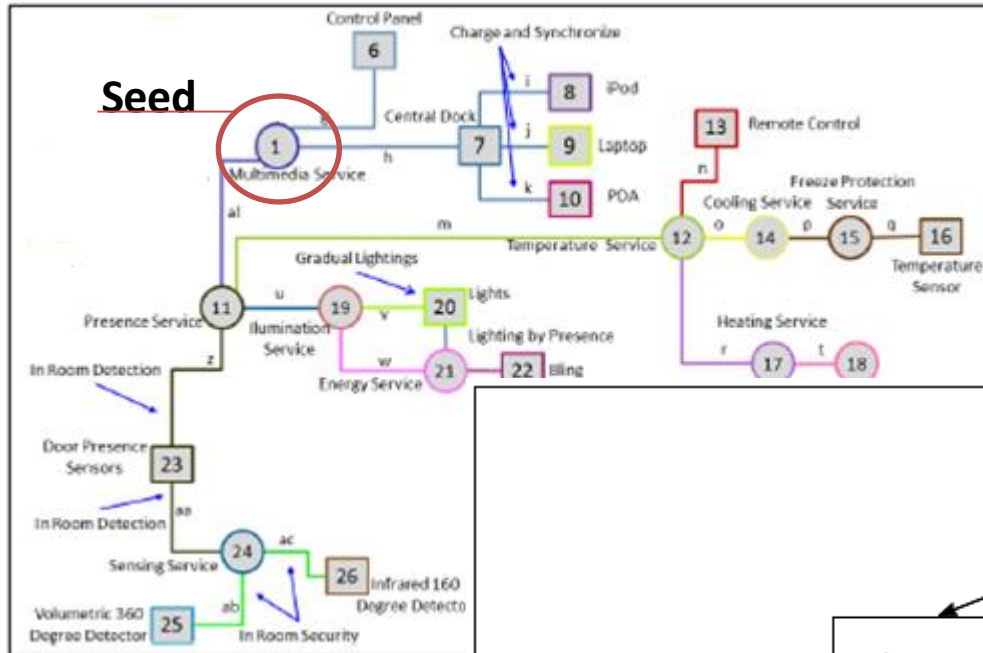 Control Panel
6
Charge and Synchronize
Seed
i
8
iPod
Central Dock
13
Remote Control
1
7
j
9
Laptop
h
Multimedia Service
n
k
10
PDA
Freeze Protection
Service
Cooling Service
al
m
Temperature Service
12
o
14
p
15
q
16
Temperature
Sensor
Gradual Lightings
11
u
19
v
20
Lights
Presence Service
Ilumination
Service
Lighting by Presence
Heating Service
z
w
21
22
Bling
Energy Service
r
17
t
18
In Room Detection
Door Presence
Sensors
23
In Room Detection
aa
24
ac
Sensing Service
26
Infrared 160
Degree Detecto
Volumetric 360
Degree Detector
25
ab
In Room Security